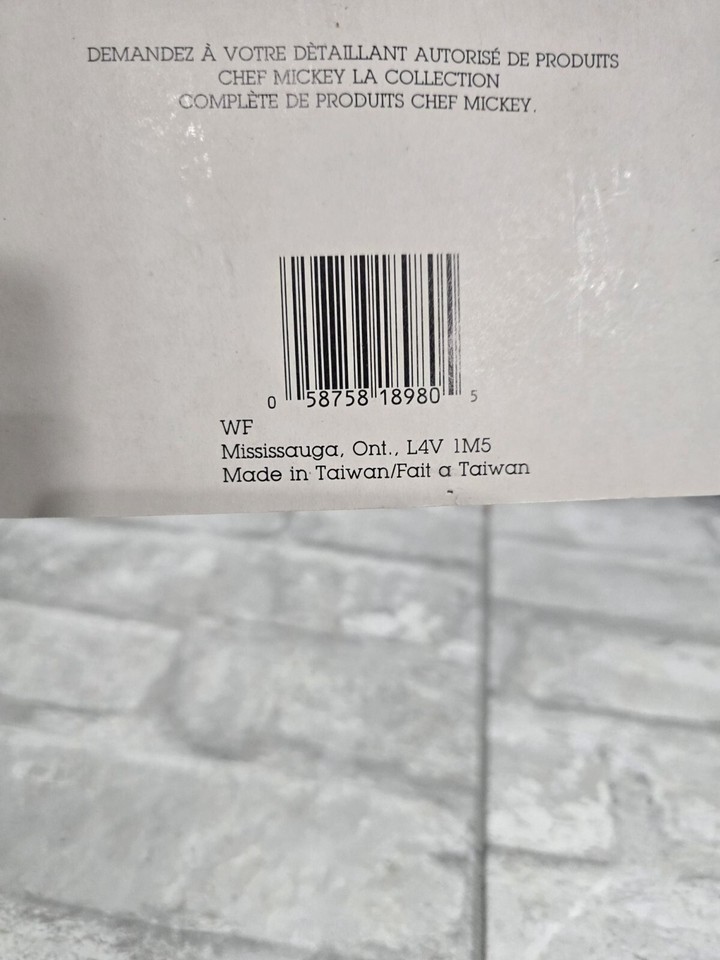 DEMANDEZ À VOTRE DÈTAILLANT AUTORISÉ DE PRODUITS
CHEF MICKEY LA COLLECTION
COMPLÈTE DE PRODUITS CHEF MICKEY.
0 58758 18980 5
WF
Mississauga, Ont., L4V 1M5
Made in Taiwan/Fait a Taiwan